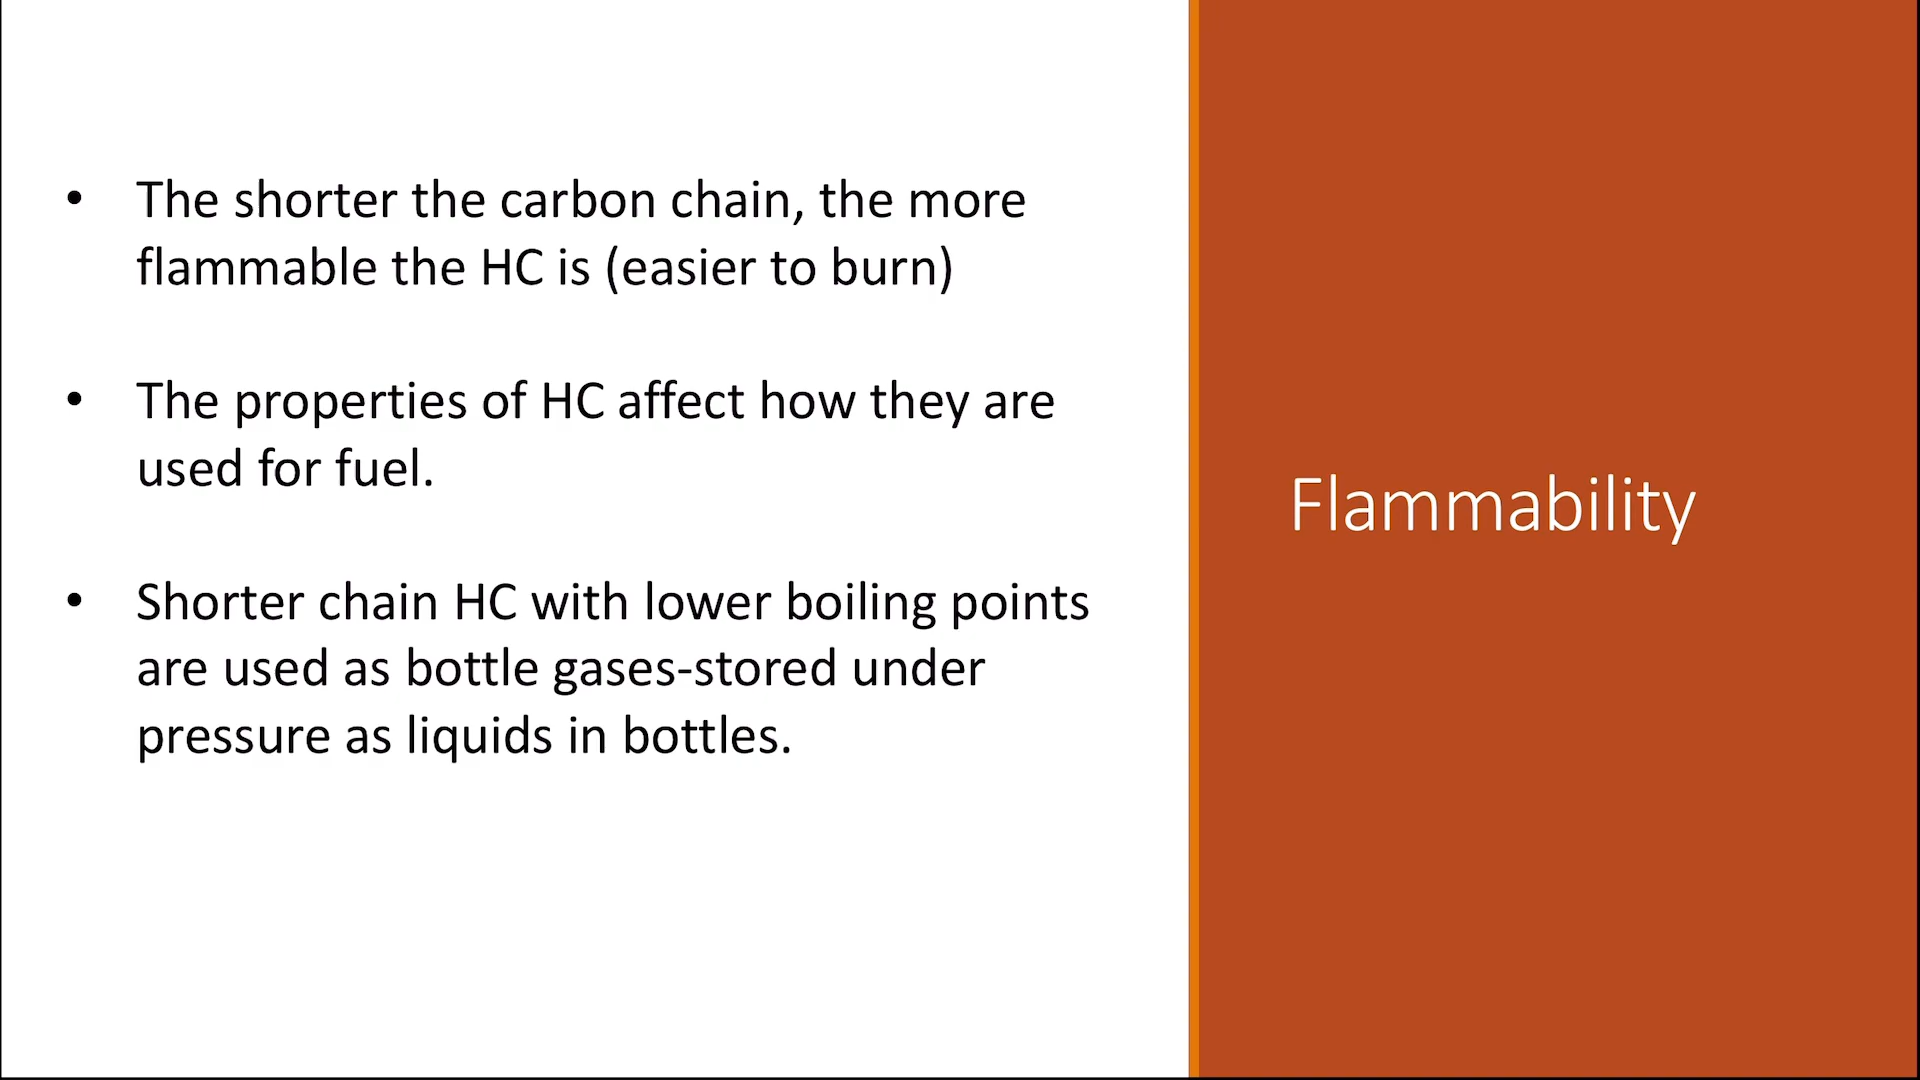 • The shorter the carbon chain, the more
flammable the HC is (easier to burn)
• The properties of HC affect how they are
used for fuel.
• Shorter chain HC with lower boiling points
are used as bottle gases-stored under
pressure as liquids in bottles.
Flammability